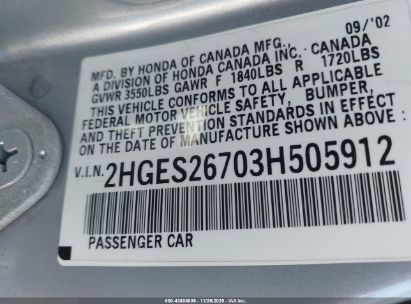 09/'02
MFD. BY HONDA OF CANADA MFG.,
A DIVISION OF HONDA CANADA INC.· CANADA
GVWR 3550LBS GAWR F 1840LBS R 1720LBS
THIS VEHICLE CONFORMS TO ALL APPLICABLE
FEDERAL MOTOR VEHICLE SAFETY, BUMPER,
AND THEFT PREVENTION STANDARDS IN EFFECT
ON THE DATE OF MANUFACTURE SHOWN ABOVE:
V.I.N. 2HGES26703H505912
PASSENGER CAR